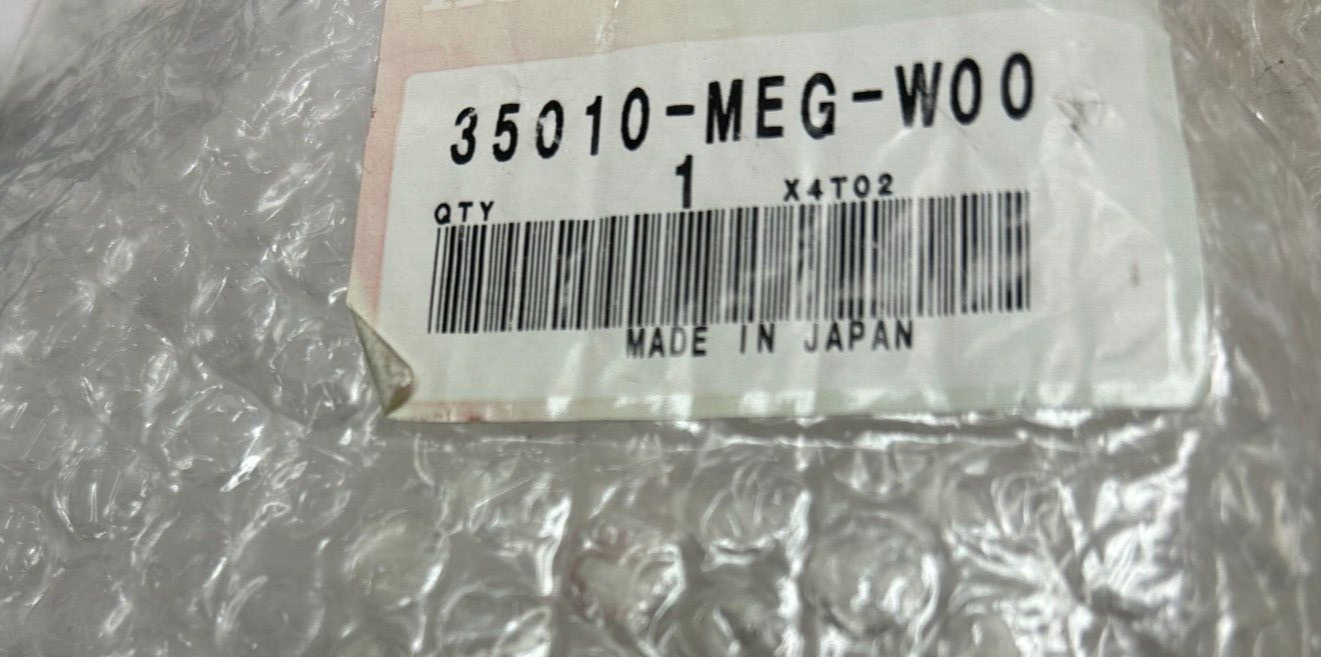 35010-MEG-W00
1
QTY X4T02
MADE IN JAPAN